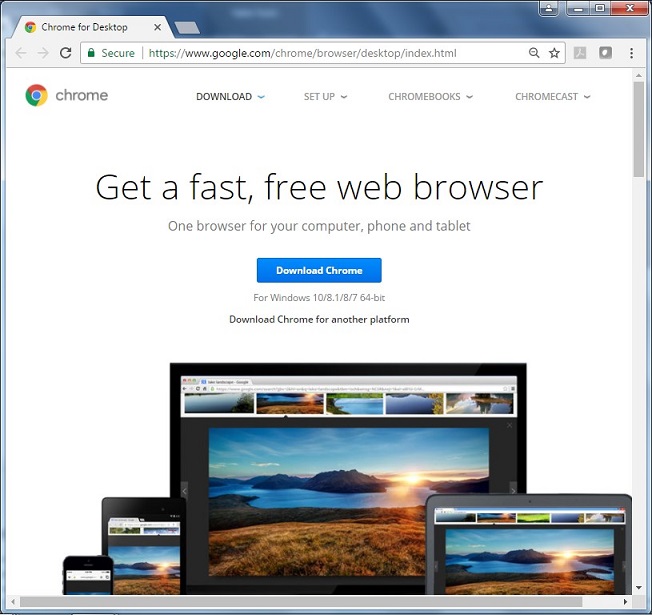 Chrome for Desktop
Secure https://www.google.com/chrome/browser/desktop/index.html
chrome DOWNLOAD SET UP CHROMEBOOKS CHROMECAST
Get a fast, free web browser
One browser for your computer, phone and tablet
Download Chrome
For Windows 10/8.1/8/7 64-bit
Download Chrome for another platform